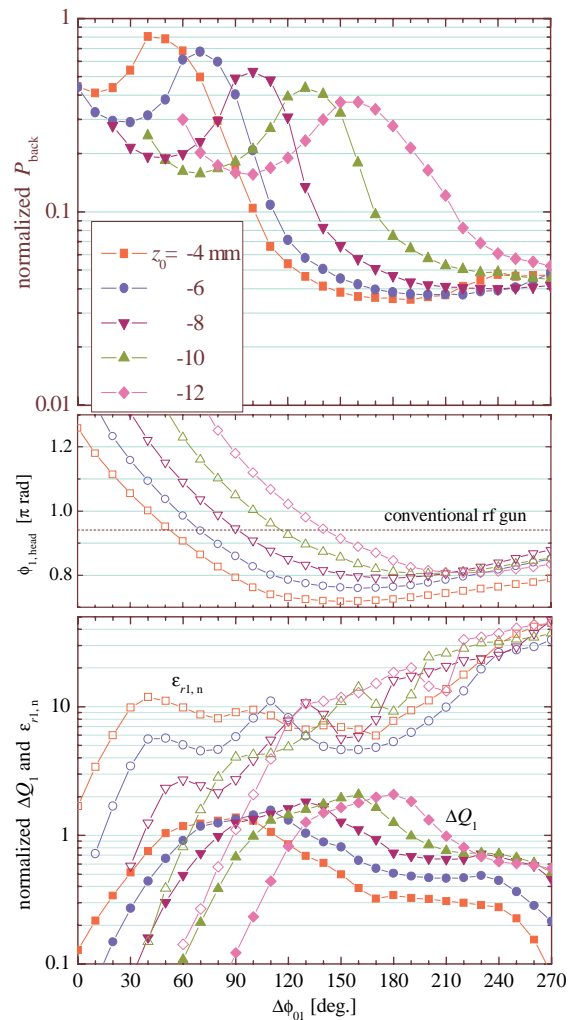 1
normalized P_back
0.1
z_0= -4 mm
-6
-8
-10
-12
0.01
1.2
ϕ_1, head [π rad]
1.0
conventional rf gun
0.8
normalized ΔQ_1 and ε_r1, n
ε_r1, n
10
ΔQ_1
1
0.1
0 30 60 90 120 150 180 210 240 270
Δϕ_01 [deg.]